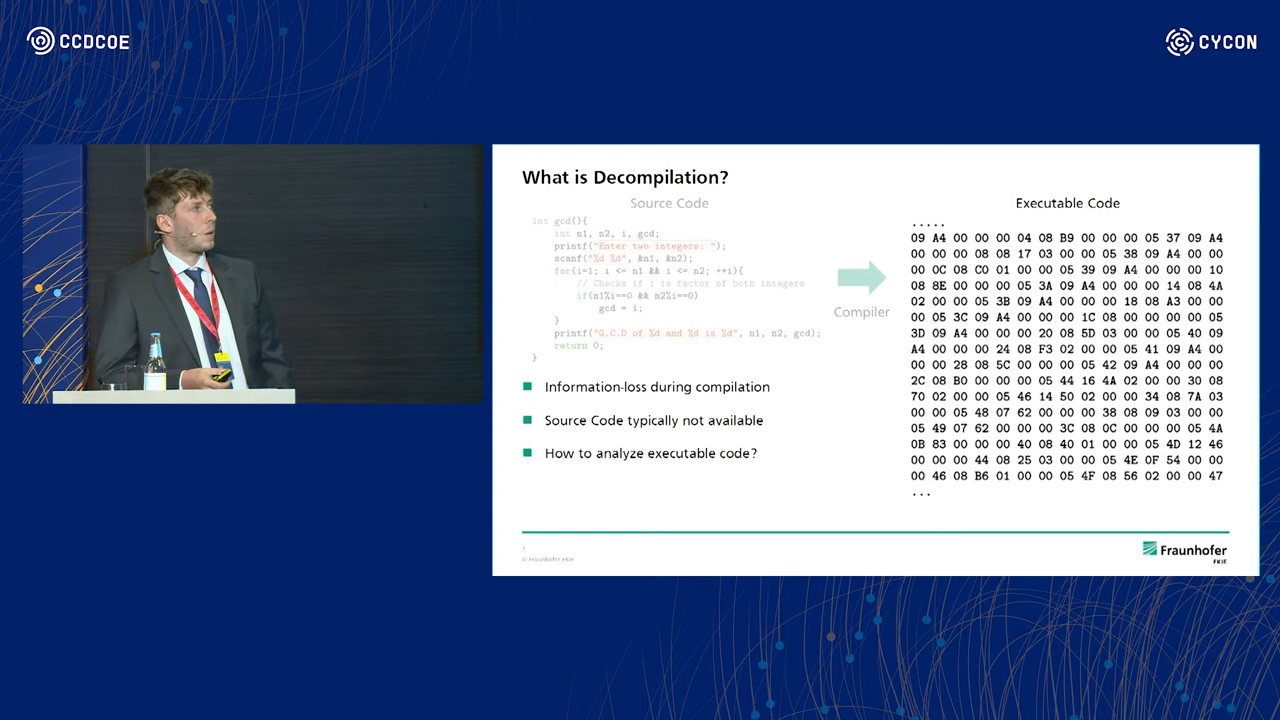 CCDCOE
CYCON
What is Decompilation?
Source Code
int gcd(){
int n1, n2, i, gcd;
printf("Enter two integers: ");
scanf("%d %d", &n1, &n2);
for(i=1; i <= n1 && i <= n2; ++i){
// Checks if i is factor of both integers
if(n1%i==0 && n2%i==0)
gcd = i;
}
printf("G.C.D of %d and %d is %d", n1, n2, gcd);
return 0;
}
Compiler
Information-loss during compilation
Source Code typically not available
How to analyze executable code?
Executable Code
.....
09 A4 00 00 00 04 08 B9 00 00 00 05 37 09 A4
00 00 00 08 08 17 03 00 00 05 38 09 A4 00 00
00 0C 08 C0 01 00 00 05 39 09 A4 00 00 00 10
08 8E 00 00 00 05 3A 09 A4 00 00 00 14 08 4A
02 00 00 05 3B 09 A4 00 00 00 18 08 A3 00 00
00 05 3C 09 A4 00 00 00 1C 08 00 00 00 00 05
3D 09 A4 00 00 00 20 08 8D 00 00 00 05 40 09
A4 00 00 00 24 08 F3 02 00 00 05 41 09 A4 00
00 00 28 08 5C 00 00 00 05 42 09 A4 00 00 00
2C 08 B0 00 00 00 05 44 16 4A 02 00 00 30 08
70 02 00 00 05 46 14 50 02 00 00 34 08 7A 03
00 00 05 48 07 62 00 00 00 38 08 09 03 00 00
05 49 07 62 00 00 00 3C 08 0C 00 00 00 05 4A
0B 83 00 00 00 40 08 40 01 00 00 05 4D 12 46
00 00 00 44 08 25 03 00 00 05 4E 0F 54 00 00
00 46 08 B6 01 00 00 05 4F 08 56 02 00 00 47
...
© Fraunhofer FKIE
Fraunhofer
FKIE